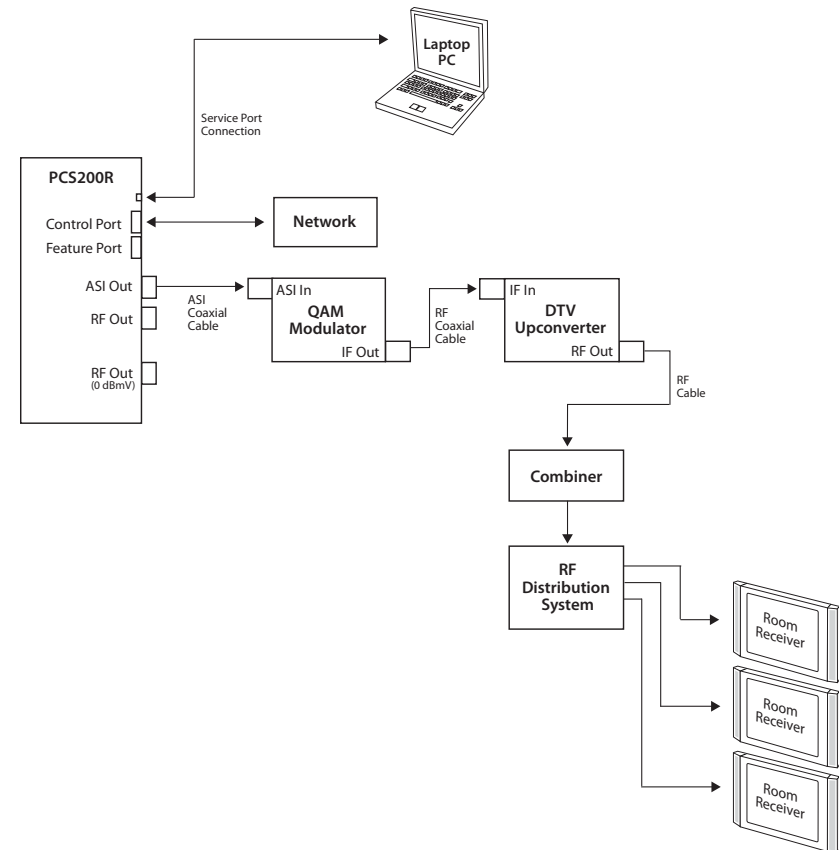 Laptop
PC
Service Port
Connection
PCS200R
Control Port
Feature Port
ASI Out
RF Out
RF Out
(0 dBmV)
Network
ASI
Coaxial
Cable
ASI In
QAM
Modulator
IF Out
RF
Coaxial
Cable
IF In
DTV
Upconverter
RF Out
RF
Cable
Combiner
RF
Distribution
System
Room
Receiver
Room
Receiver
Room
Receiver